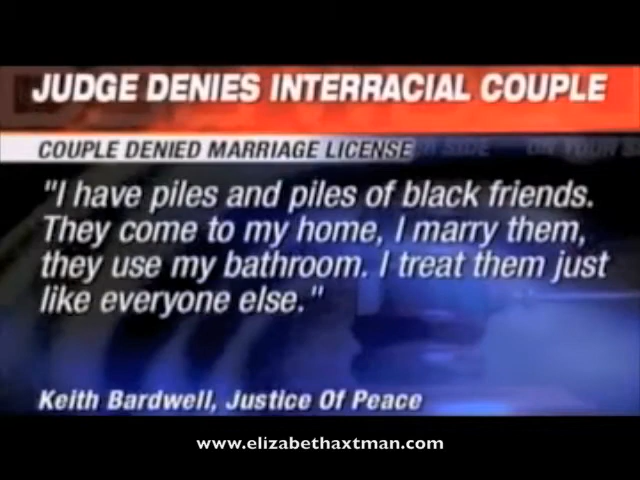 JUDGE DENIES INTERRACIAL COUPLE
COUPLE DENIED MARRIAGE LICENSE
"I have piles and piles of black friends.
They come to my home, I marry them,
they use my bathroom. I treat them just
like everyone else."
Keith Bardwell, Justice Of Peace
www.elizabethaxtman.com